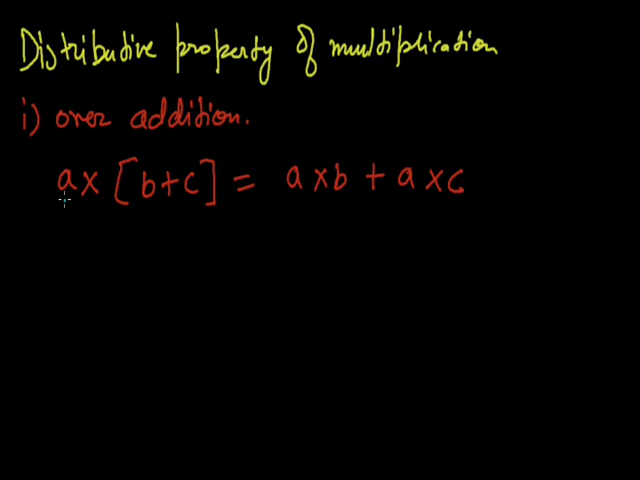 Distributive property of multiplication
i) over addition.
a × [b+c] = a × b + a × c